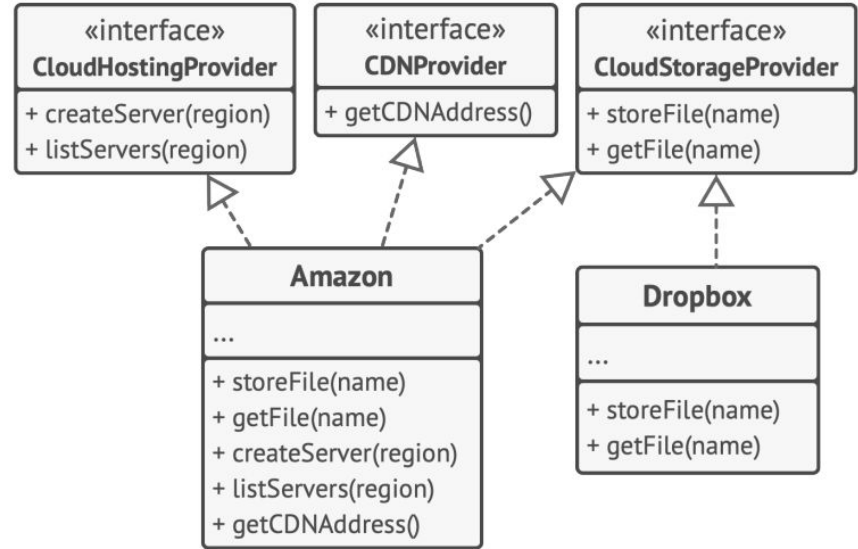 «interface»
CloudHostingProvider
+ createServer(region)
+ listServers(region)
«interface»
CDNProvider
+ getCDNAddress()
«interface»
CloudStorageProvider
+ storeFile(name)
+ getFile(name)
Amazon
...
+ storeFile(name)
+ getFile(name)
+ createServer(region)
+ listServers(region)
+ getCDNAddress()
Dropbox
...
+ storeFile(name)
+ getFile(name)